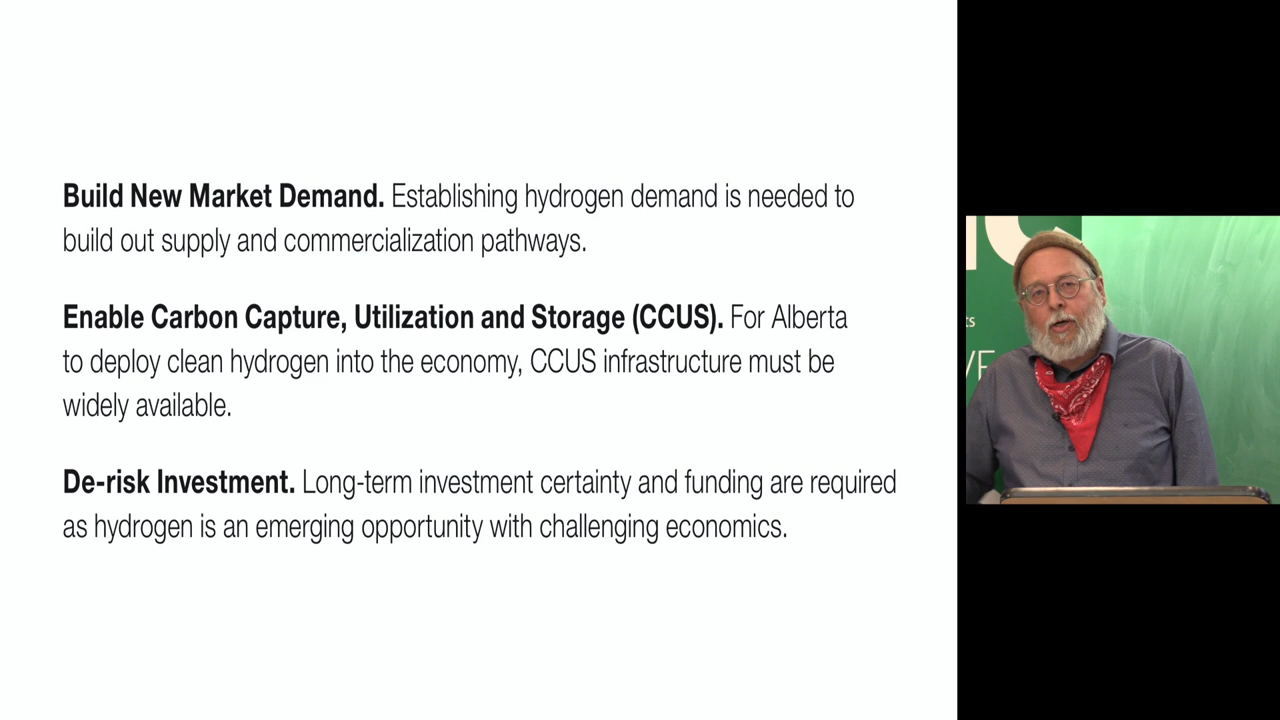 Build New Market Demand. Establishing hydrogen demand is needed to
build out supply and commercialization pathways.
Enable Carbon Capture, Utilization and Storage (CCUS). For Alberta
to deploy clean hydrogen into the economy, CCUS infrastructure must be
widely available.
De-risk Investment. Long-term investment certainty and funding are required
as hydrogen is an emerging opportunity with challenging economics.